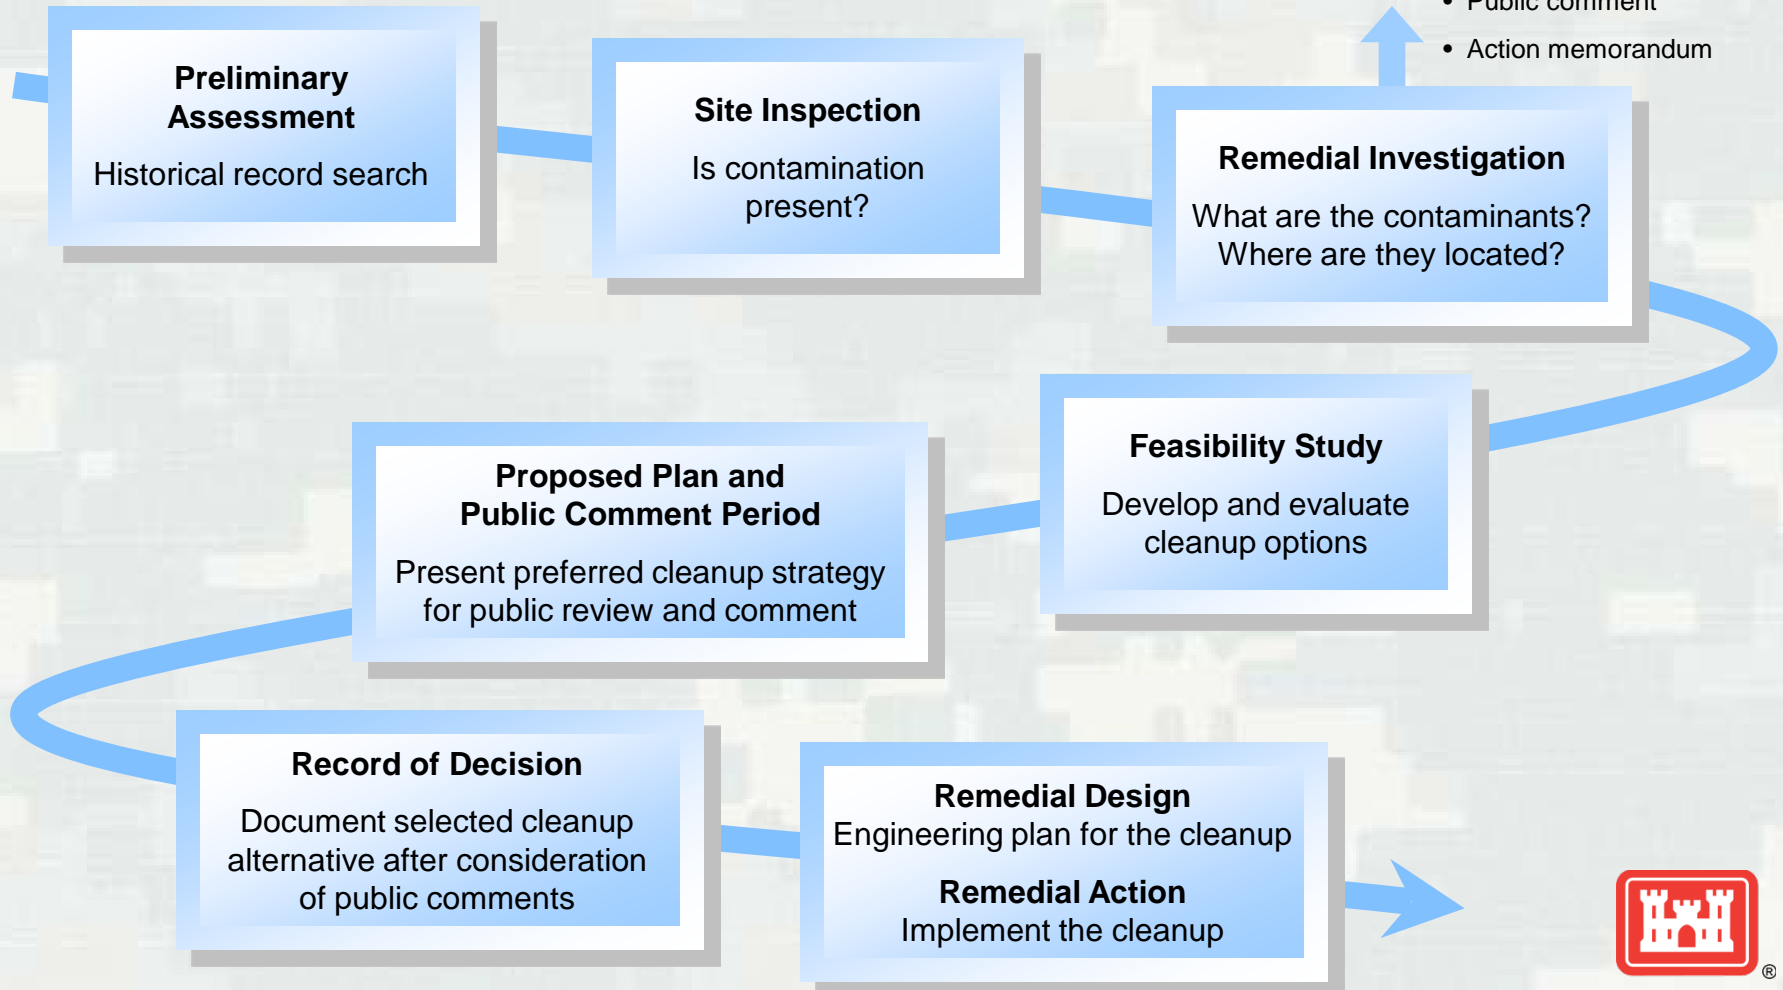 • Public comment
• Action memorandum
Preliminary
Assessment
Historical record search
Site Inspection
Is contamination
present?
Remedial Investigation
What are the contaminants?
Where are they located?
Feasibility Study
Develop and evaluate
cleanup options
Proposed Plan and
Public Comment Period
Present preferred cleanup strategy
for public review and comment
Record of Decision
Document selected cleanup
alternative after consideration
of public comments
Remedial Design
Engineering plan for the cleanup
Remedial Action
Implement the cleanup
®